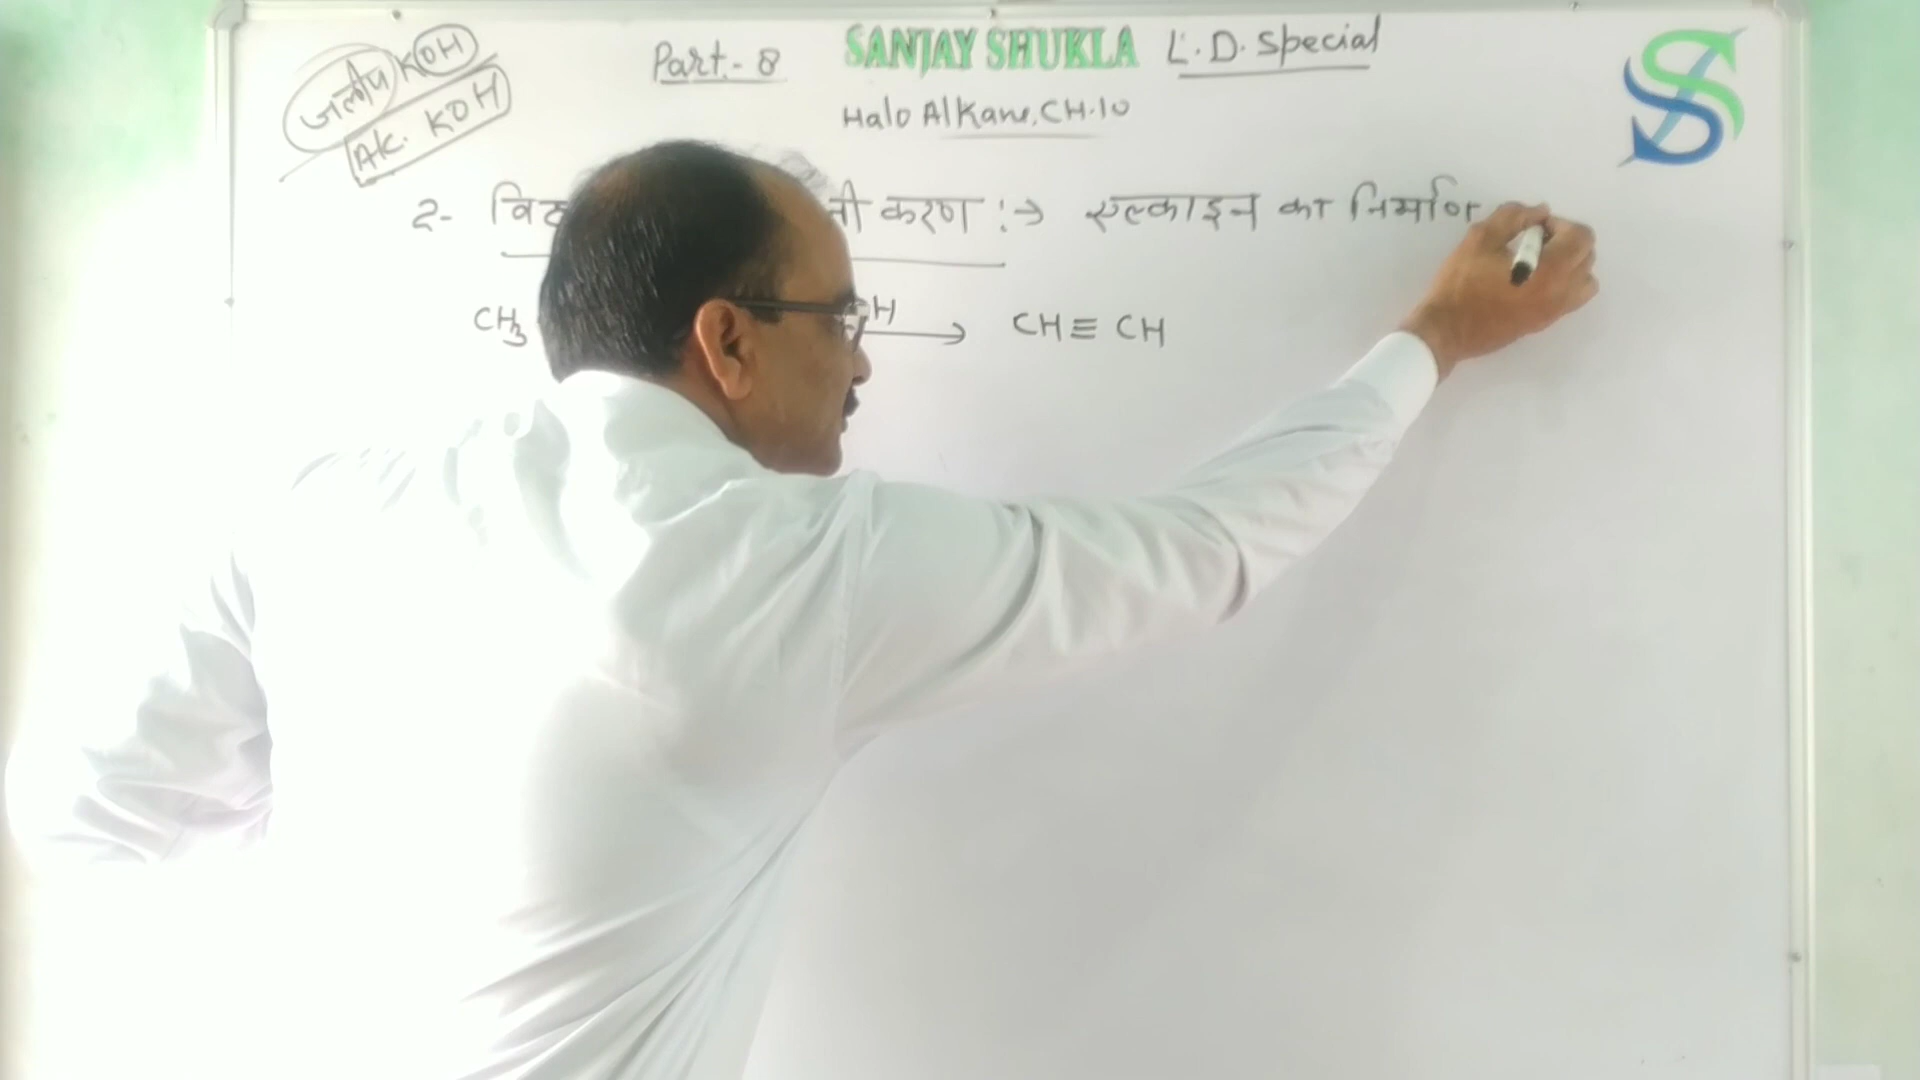 जलीय KOH
Alc. KOH
Part.- 8 SANJAY SHUKLA L.D. Special
Halo Alkane, CH.10
2- करण :→ एल्काइन का निर्माण
CH3 H → CH ≡ CH